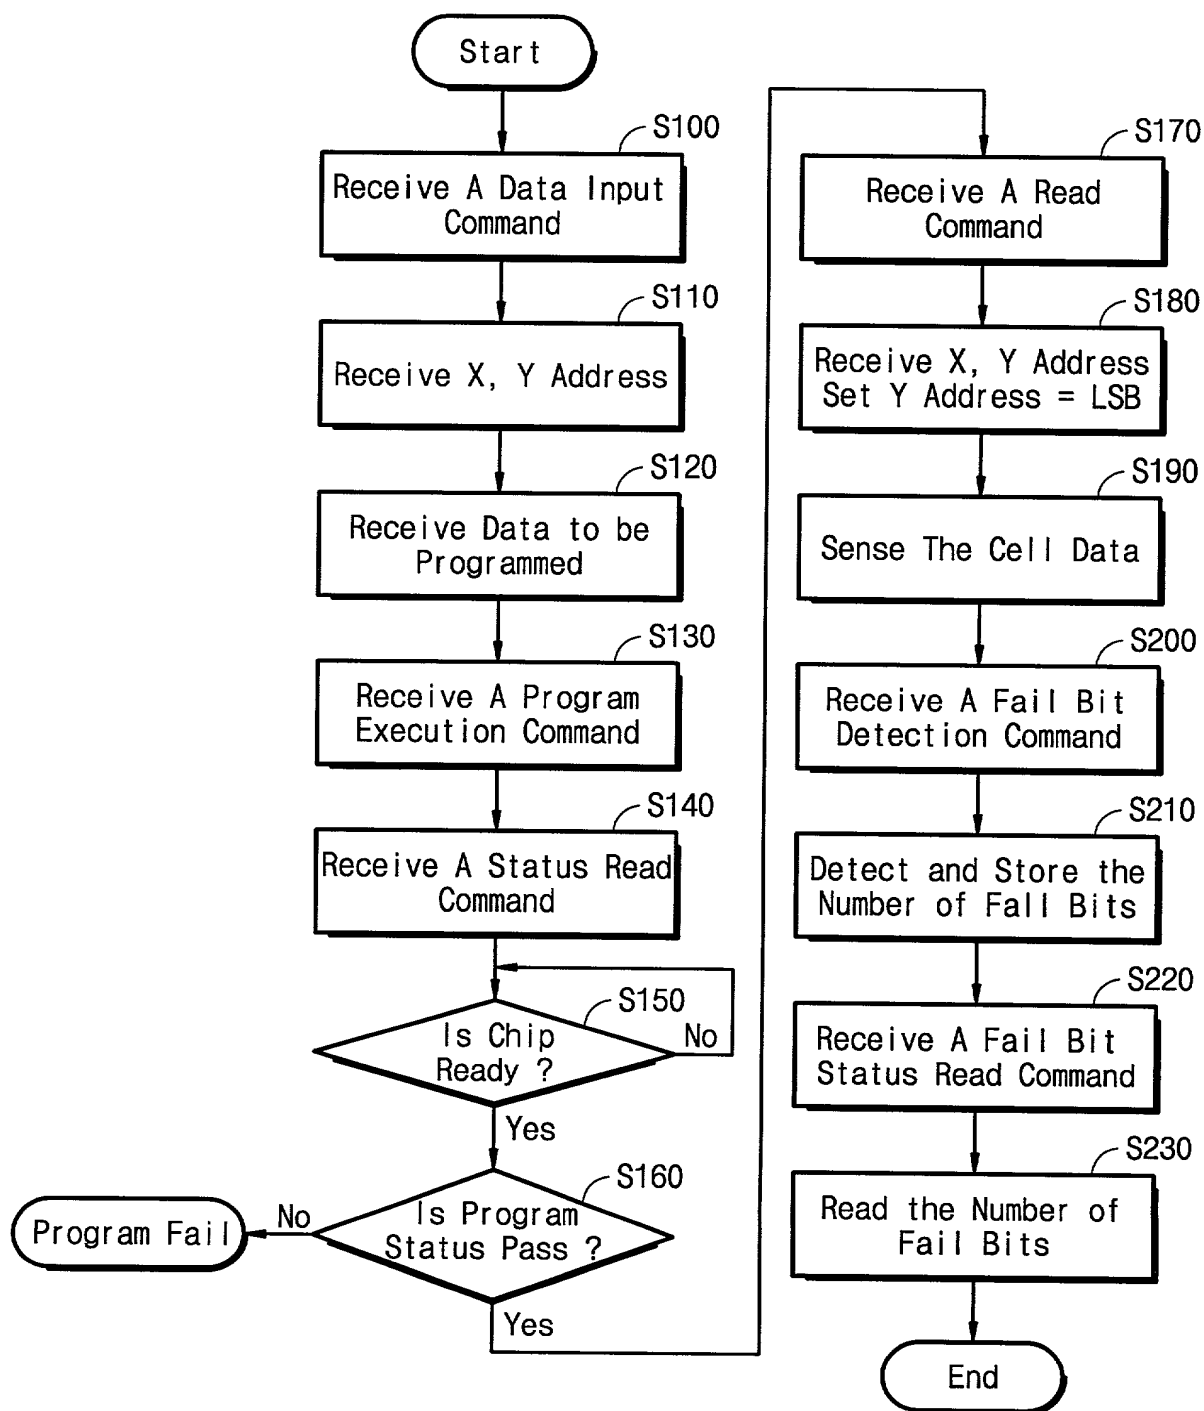 Start
S100
Receive A Data Input
Command
S110
Receive X, Y Address
S120
Receive Data to be
Programmed
S130
Receive A Program
Execution Command
S140
Receive A Status Read
Command
S150
Is Chip
Ready ?
No
Yes
S160
Is Program
Status Pass ?
No
Program Fail
Yes
S170
Receive A Read
Command
S180
Receive X, Y Address
Set Y Address = LSB
S190
Sense The Cell Data
S200
Receive A Fail Bit
Detection Command
S210
Detect and Store the
Number of Fall Bits
S220
Receive A Fail Bit
Status Read Command
S230
Read the Number of
Fail Bits
End